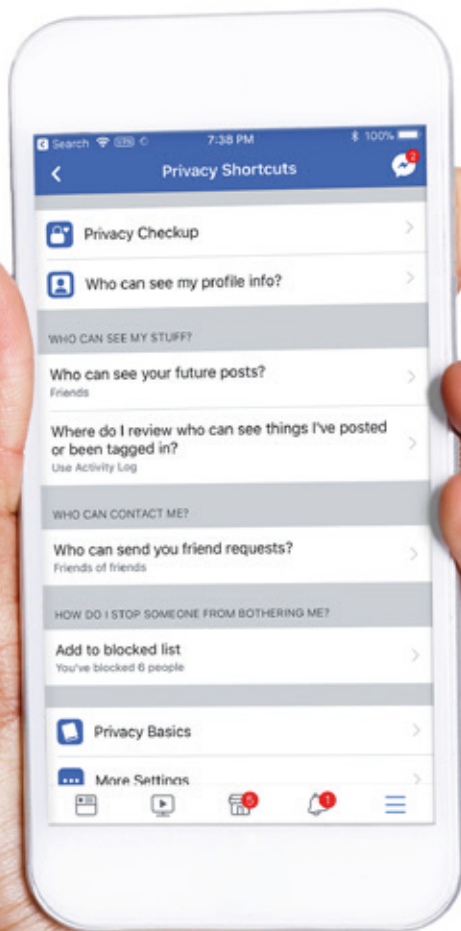 Search VPN 7:38 PM 100%
Privacy Shortcuts 2
Privacy Checkup
Who can see my profile info?
WHO CAN SEE MY STUFF?
Who can see your future posts?
Friends
Where do I review who can see things I've posted
or been tagged in?
Use Activity Log
WHO CAN CONTACT ME?
Who can send you friend requests?
Friends of friends
HOW DO I STOP SOMEONE FROM BOTHERING ME?
Add to blocked list
You've blocked 6 people
Privacy Basics
More Settings
5 1